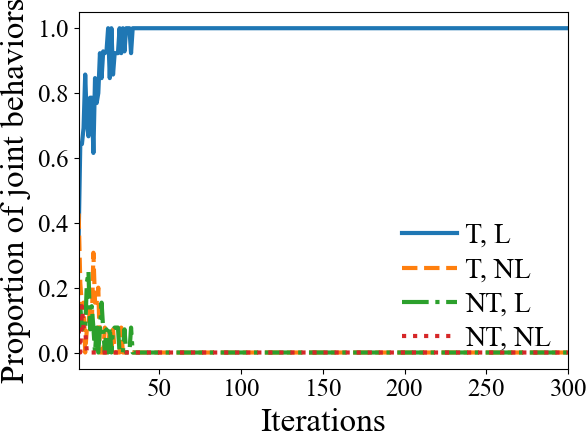 Proportion of joint behaviors
1.0
0.8
0.6
0.4
0.2
0.0
T, L
T, NL
NT, L
NT, NL
50 100 150 200 250 300
Iterations